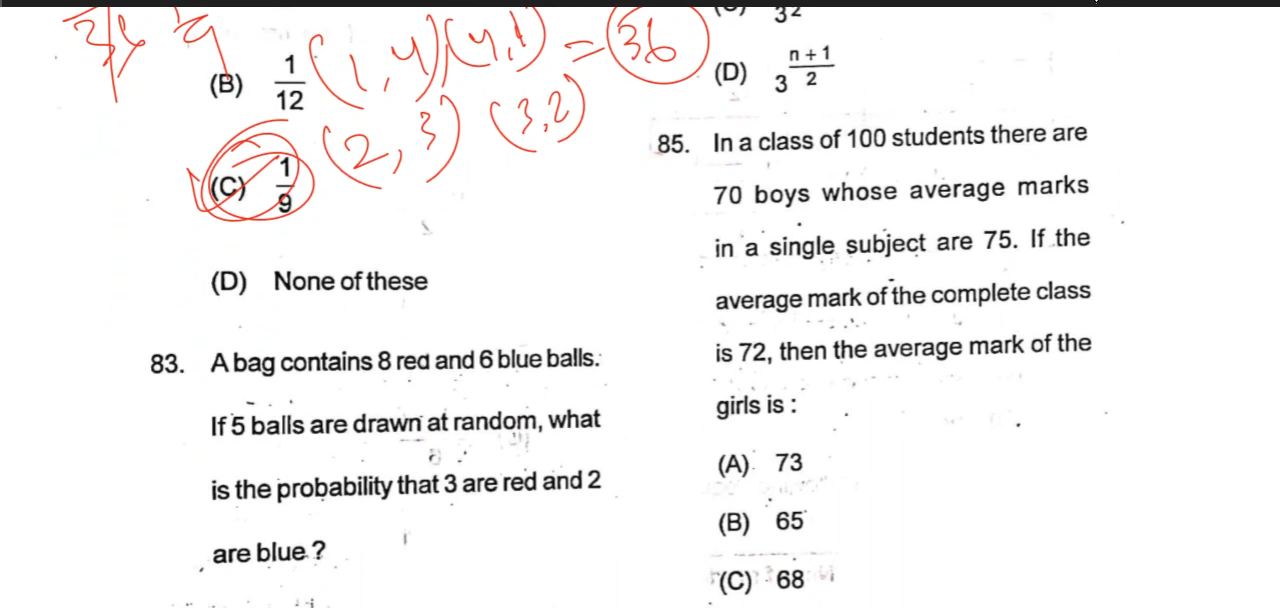 (B) 1/12
(1, 4)(4,1) = 36
(2, 3) (3,2)
(C) 1/9
(D) None of these
83. A bag contains 8 red and 6 blue balls.
If 5 balls are drawn at random, what
is the probability that 3 are red and 2
are blue ?
(D) 3^((n + 1)/2)
85. In a class of 100 students there are
70 boys whose average marks
in a single subject are 75. If the
average mark of the complete class
is 72, then the average mark of the
girls is :
(A) 73
(B) 65
(C) 68